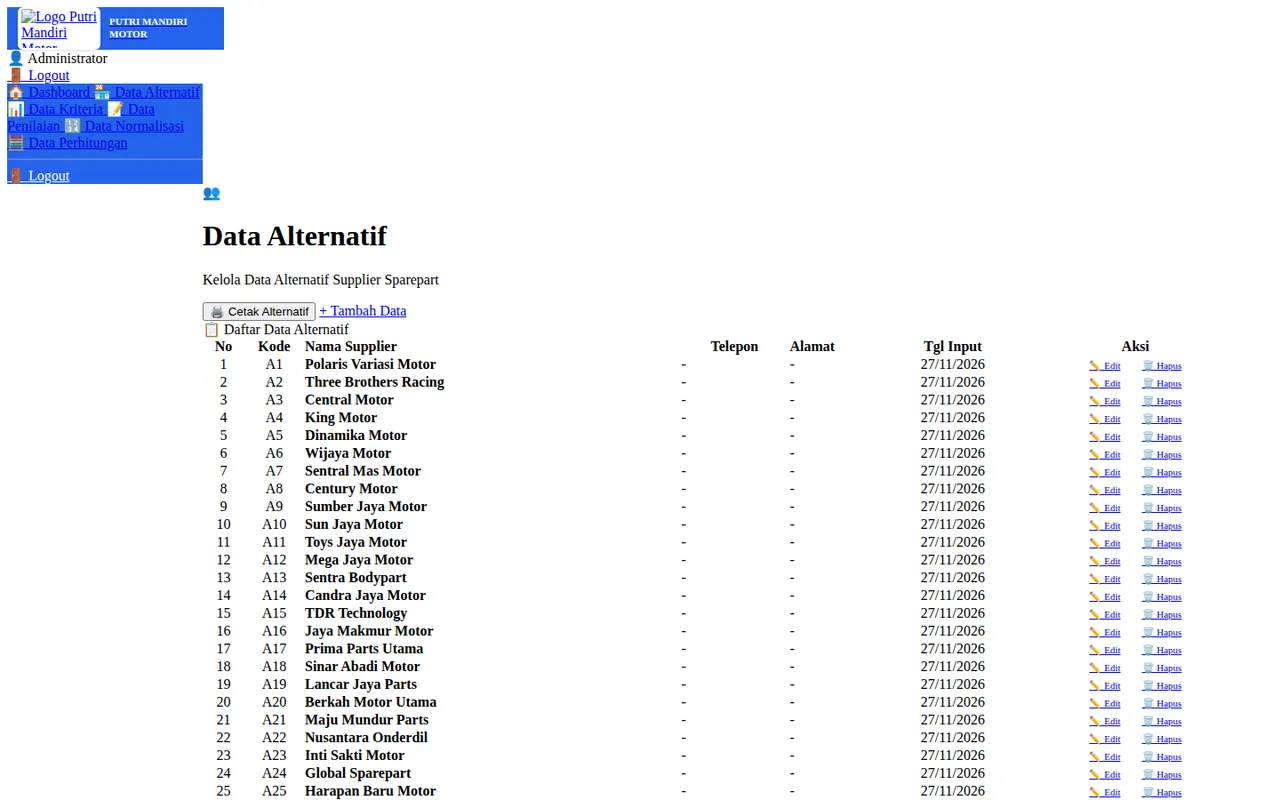 Logo Putri
Mandiri
Motor
PUTRI MANDIRI
MOTOR
👤 Administrator
🚪 Logout
🏠 Dashboard 🏪 Data Alternatif
📊 Data Kriteria 📝 Data
Penilaian 🔢 Data Normalisasi
🧮 Data Perhitungan
🚪 Logout
👥
Data Alternatif
Kelola Data Alternatif Supplier Sparepart
🖨️ Cetak Alternatif + Tambah Data
📋 Daftar Data Alternatif
No Kode Nama Supplier Telepon Alamat Tgl Input Aksi
1 A1 Polaris Variasi Motor - - 27/11/2026 ✏️ Edit 🗑️ Hapus
2 A2 Three Brothers Racing - - 27/11/2026 ✏️ Edit 🗑️ Hapus
3 A3 Central Motor - - 27/11/2026 ✏️ Edit 🗑️ Hapus
4 A4 King Motor - - 27/11/2026 ✏️ Edit 🗑️ Hapus
5 A5 Dinamika Motor - - 27/11/2026 ✏️ Edit 🗑️ Hapus
6 A6 Wijaya Motor - - 27/11/2026 ✏️ Edit 🗑️ Hapus
7 A7 Sentral Mas Motor - - 27/11/2026 ✏️ Edit 🗑️ Hapus
8 A8 Century Motor - - 27/11/2026 ✏️ Edit 🗑️ Hapus
9 A9 Sumber Jaya Motor - - 27/11/2026 ✏️ Edit 🗑️ Hapus
10 A10 Sun Jaya Motor - - 27/11/2026 ✏️ Edit 🗑️ Hapus
11 A11 Toys Jaya Motor - - 27/11/2026 ✏️ Edit 🗑️ Hapus
12 A12 Mega Jaya Motor - - 27/11/2026 ✏️ Edit 🗑️ Hapus
13 A13 Sentra Bodypart - - 27/11/2026 ✏️ Edit 🗑️ Hapus
14 A14 Candra Jaya Motor - - 27/11/2026 ✏️ Edit 🗑️ Hapus
15 A15 TDR Technology - - 27/11/2026 ✏️ Edit 🗑️ Hapus
16 A16 Jaya Makmur Motor - - 27/11/2026 ✏️ Edit 🗑️ Hapus
17 A17 Prima Parts Utama - - 27/11/2026 ✏️ Edit 🗑️ Hapus
18 A18 Sinar Abadi Motor - - 27/11/2026 ✏️ Edit 🗑️ Hapus
19 A19 Lancar Jaya Parts - - 27/11/2026 ✏️ Edit 🗑️ Hapus
20 A20 Berkah Motor Utama - - 27/11/2026 ✏️ Edit 🗑️ Hapus
21 A21 Maju Mundur Parts - - 27/11/2026 ✏️ Edit 🗑️ Hapus
22 A22 Nusantara Onderdil - - 27/11/2026 ✏️ Edit 🗑️ Hapus
23 A23 Inti Sakti Motor - - 27/11/2026 ✏️ Edit 🗑️ Hapus
24 A24 Global Sparepart - - 27/11/2026 ✏️ Edit 🗑️ Hapus
25 A25 Harapan Baru Motor - - 27/11/2026 ✏️ Edit 🗑️ Hapus